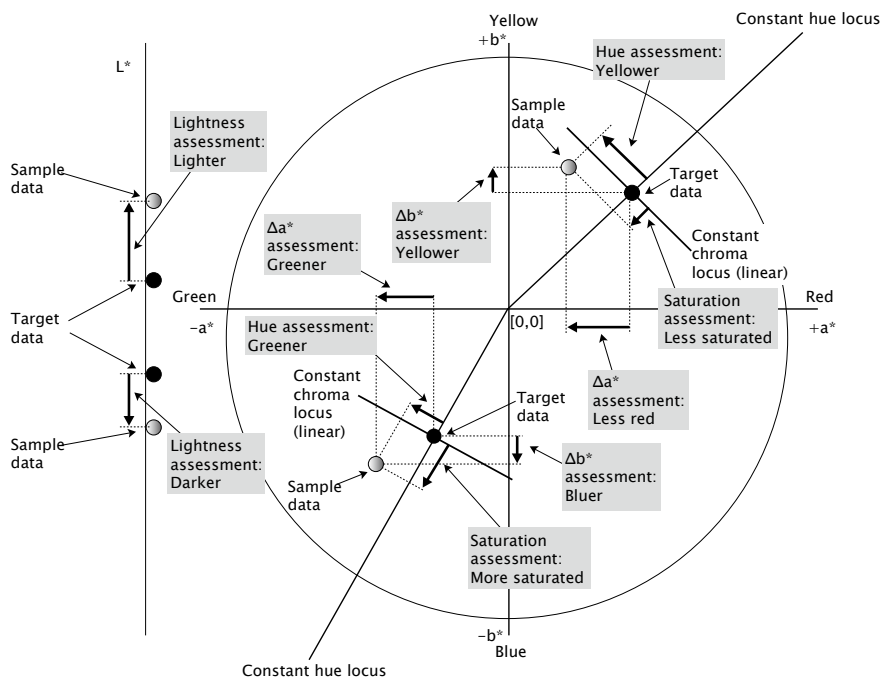 Yellow
+b*
Constant hue locus
L*
Hue assessment:
Yellower
Sample
data
Lightness
assessment:
Lighter
Sample
data
Target
data
Δb*
assessment:
Yellower
Δa*
assessment:
Greener
Constant
chroma
locus (linear)
Green
-a*
[0,0]
Red
+a*
Saturation
assessment:
Less saturated
Target
data
Hue assessment:
Greener
Constant
chroma
locus
(linear)
Δa*
assessment:
Less red
Target
data
Sample
data
Lightness
assessment:
Darker
Δb*
assessment:
Bluer
Sample
data
Saturation
assessment:
More saturated
-b*
Blue
Constant hue locus